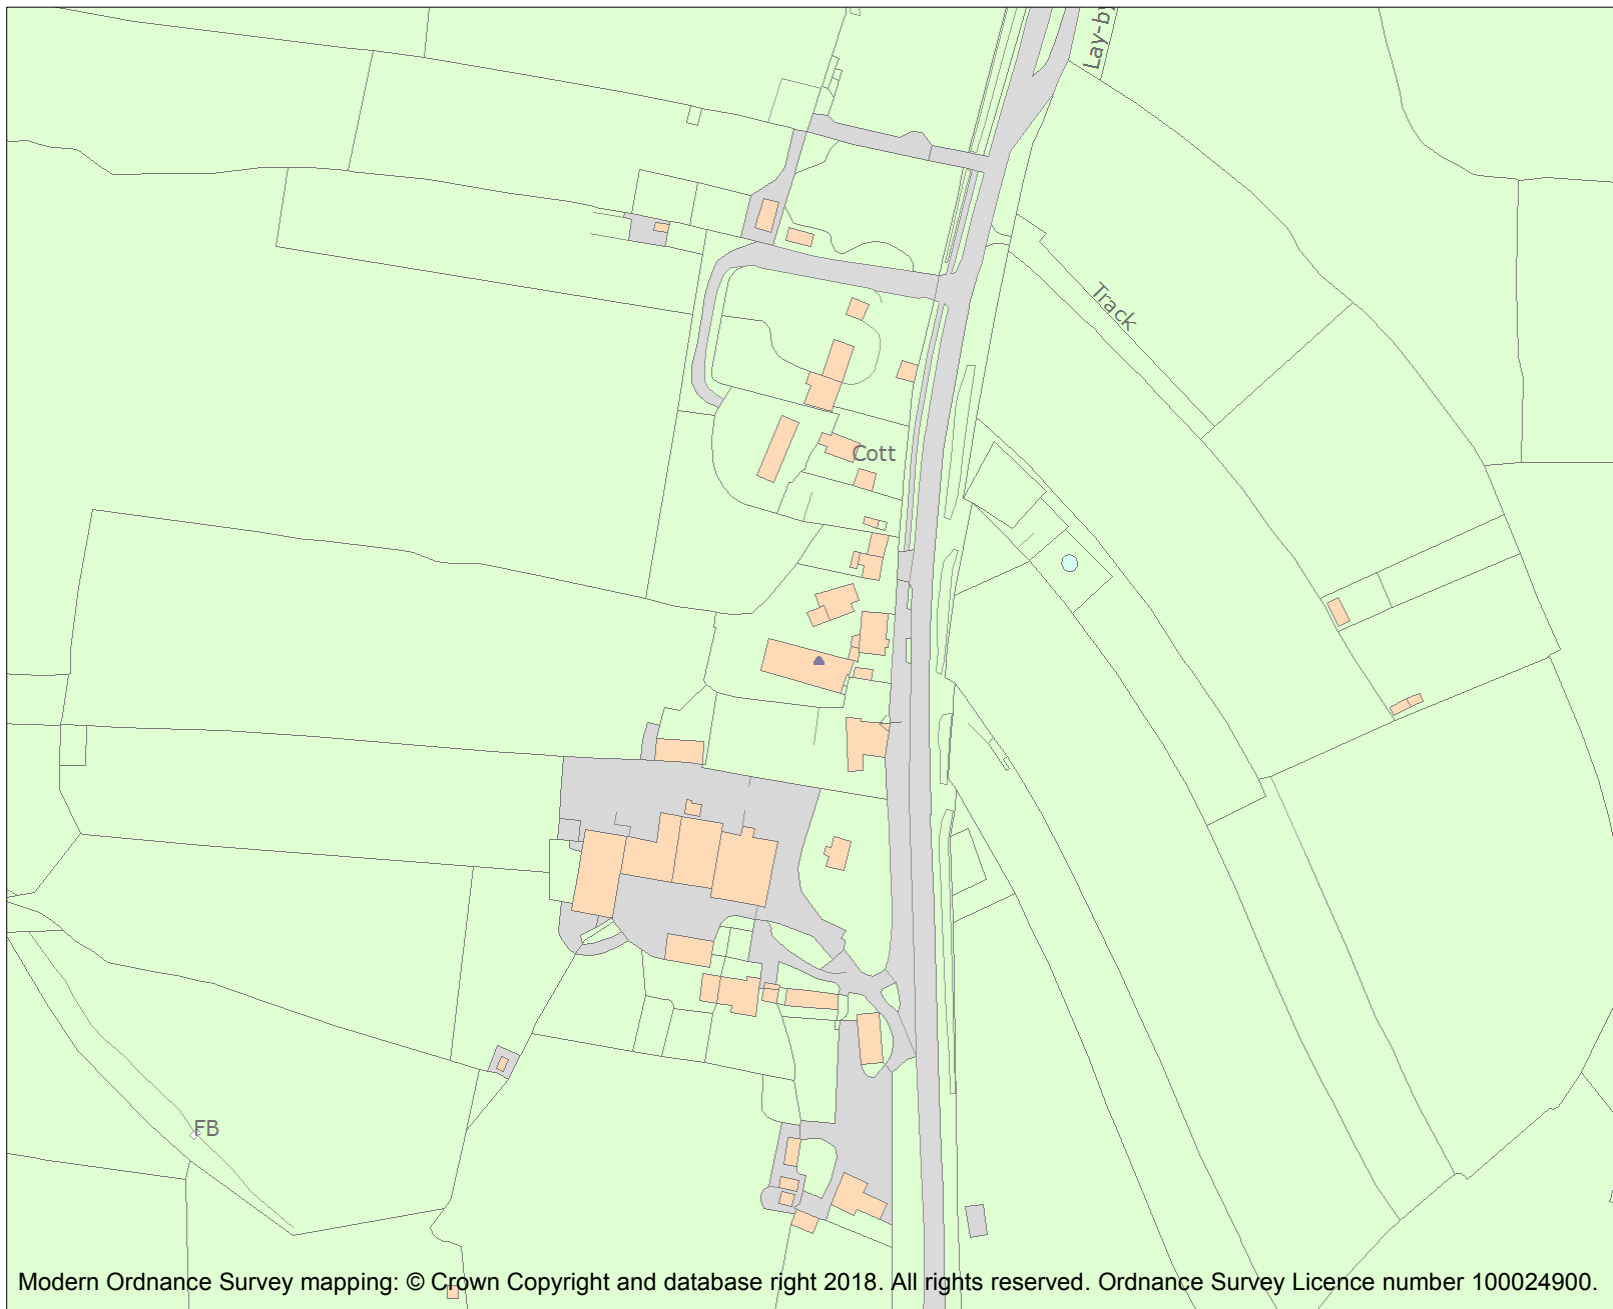 Lay-by
Track
Cott
FB
Modern Ordnance Survey mapping: © Crown Copyright and database right 2018. All rights reserved. Ordnance Survey Licence number 100024900.